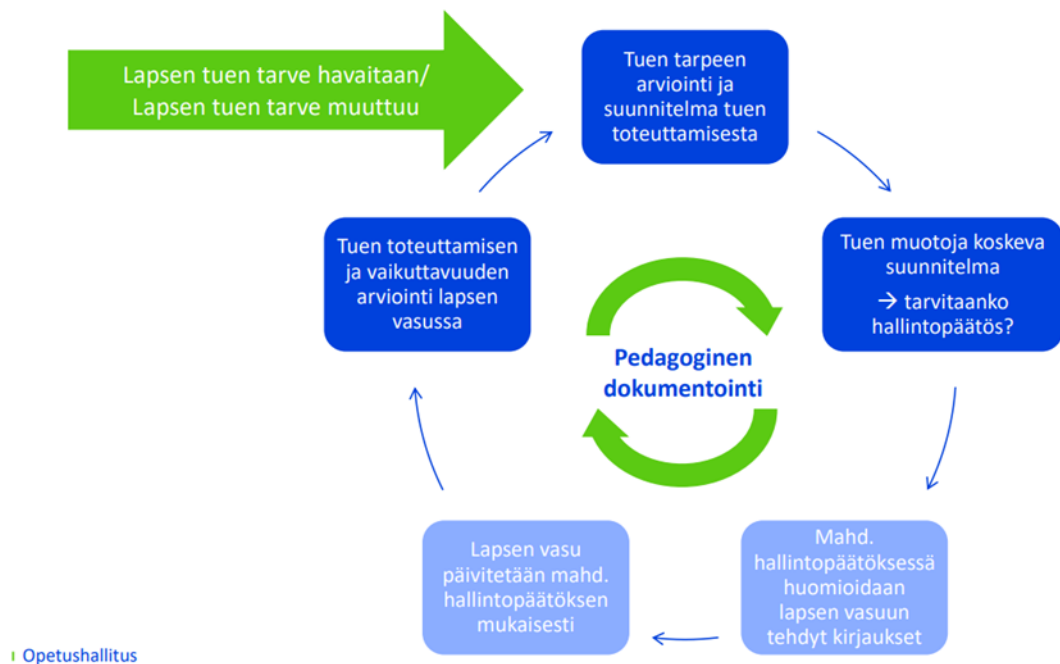 Lapsen tuen tarve havaitaan/
Lapsen tuen tarve muuttuu
Tuen tarpeen
arviointi ja
suunnitelma tuen
toteuttamisesta
Tuen muotoja koskeva
suunnitelma
→ tarvitaanko
hallintopäätös?
Mahd.
hallintopäätöksessä
huomioidaan
lapsen vasuun
tehdyt kirjaukset
Lapsen vasu
päivitetään mahd.
hallintopäätöksen
mukaisesti
Tuen toteuttamisen
ja vaikuttavuuden
arviointi lapsen
vasussa
Pedagoginen
dokumentointi
Opetushallitus